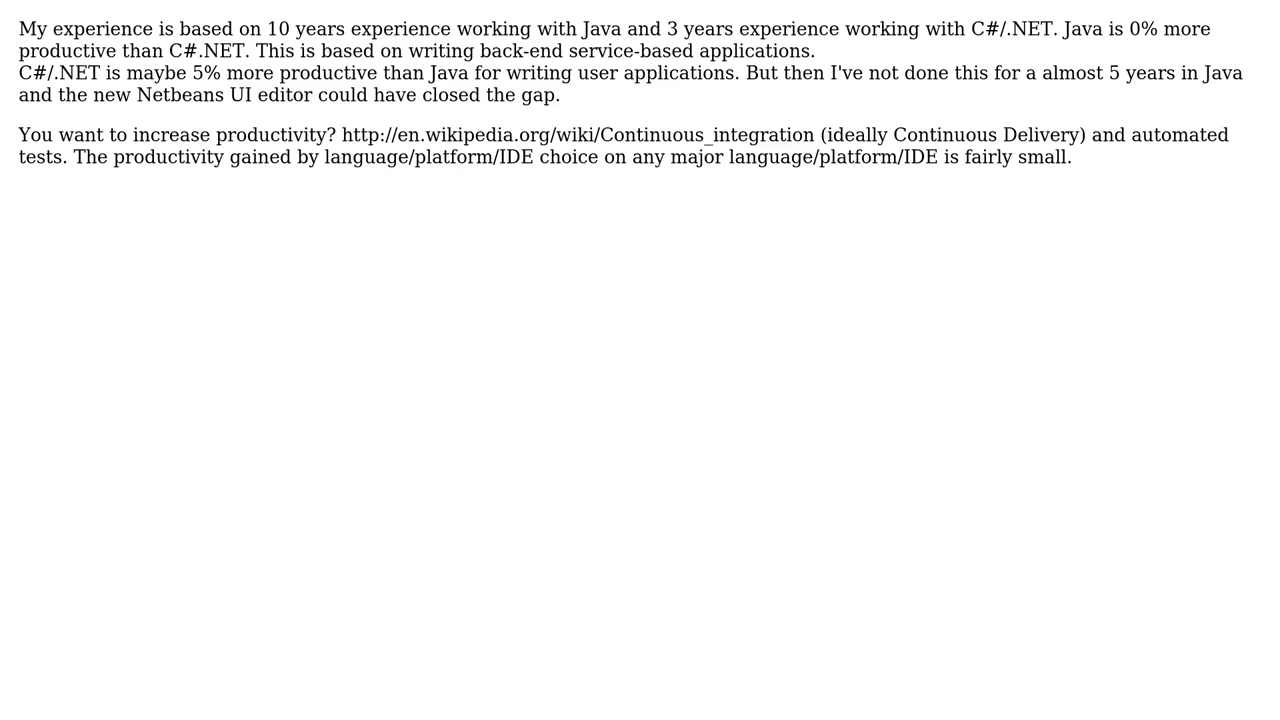 My experience is based on 10 years experience working with Java and 3 years experience working with C#/.NET. Java is 0% more
productive than C#.NET. This is based on writing back-end service-based applications.
C#/.NET is maybe 5% more productive than Java for writing user applications. But then I've not done this for a almost 5 years in Java
and the new Netbeans UI editor could have closed the gap.
You want to increase productivity? http://en.wikipedia.org/wiki/Continuous_integration (ideally Continuous Delivery) and automated
tests. The productivity gained by language/platform/IDE choice on any major language/platform/IDE is fairly small.